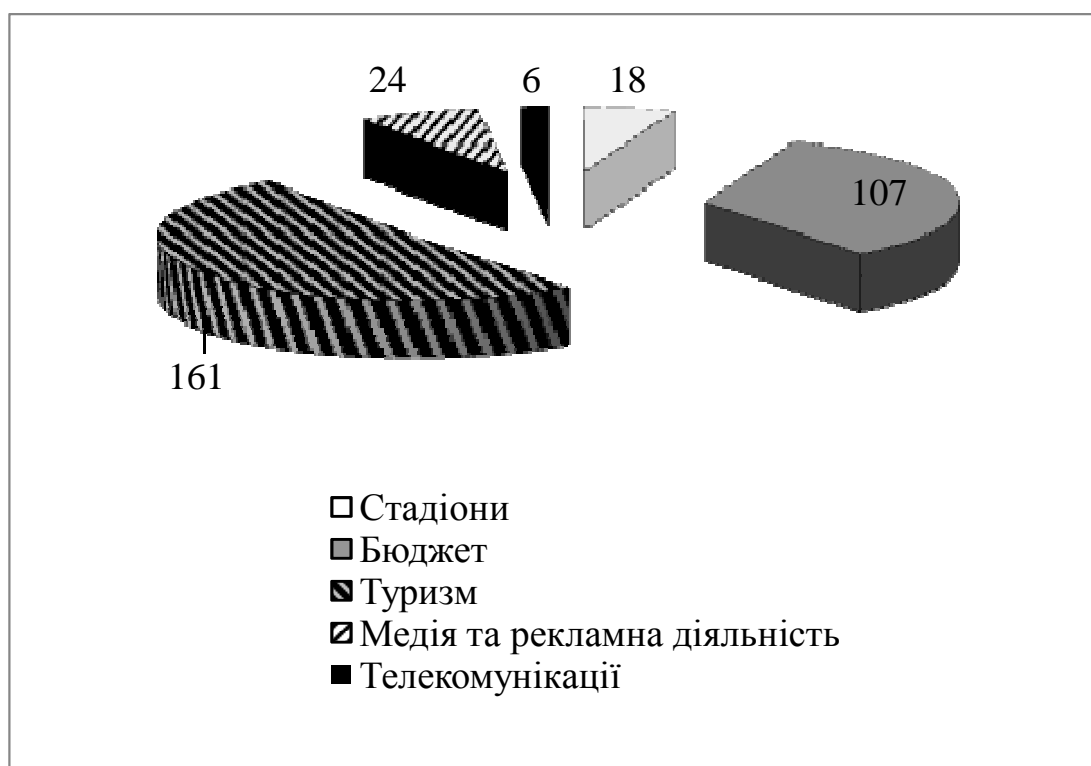 24 6 18
107
161
Стадіони
Бюджет
Туризм
Медія та рекламна діяльність
Телекомунікації